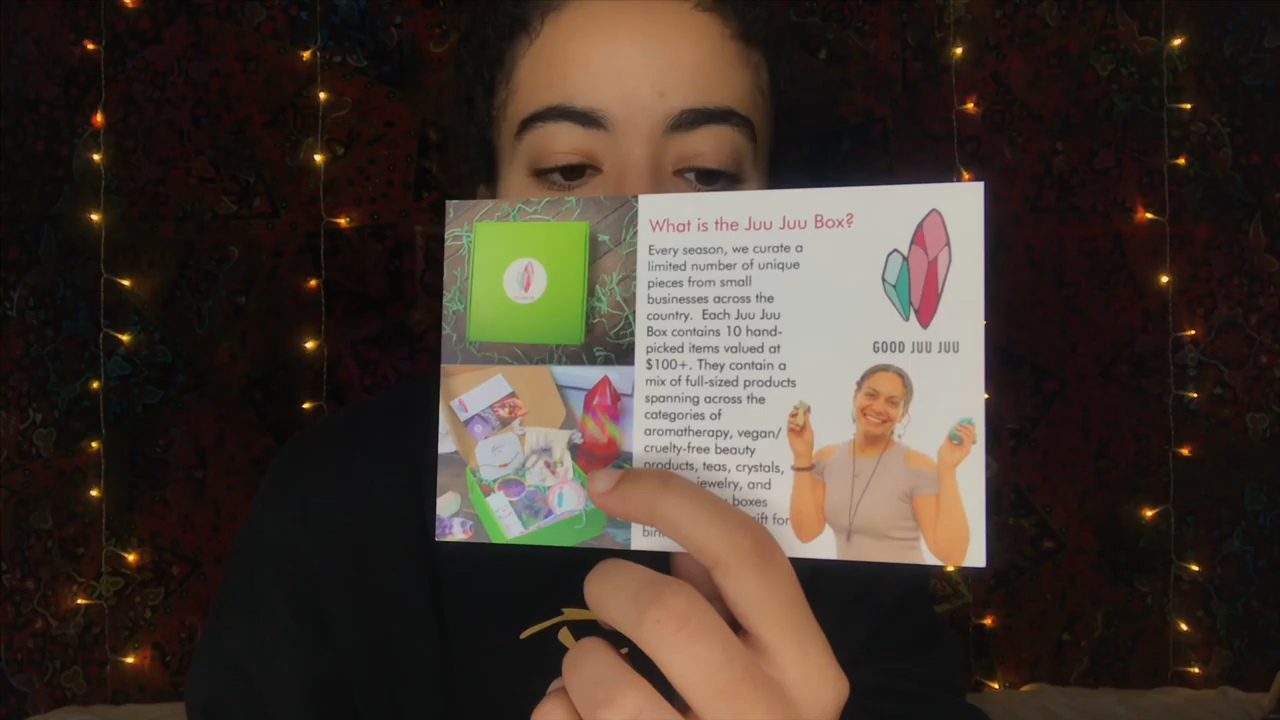 What is the Juu Juu Box?
Every season, we curate a
limited number of unique
pieces from small
businesses across the
country. Each Juu Juu
Box contains 10 hand-
picked items valued at
$100+. They contain a
mix of full-sized products
spanning across the
categories of
aromatherapy, vegan/
cruelty-free beauty
products, teas, crystals,
jewelry, and
boxes
for
GOOD JUU JUU